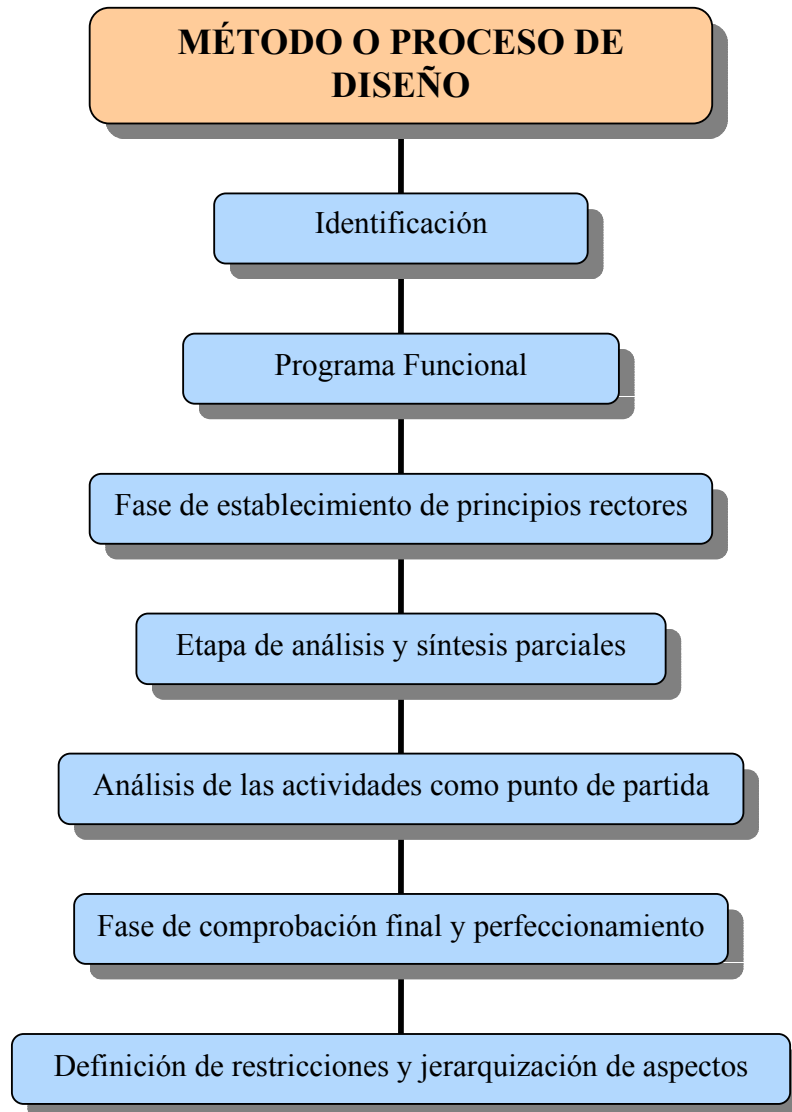 MÉTODO O PROCESO DE
DISEÑO
Identificación
Programa Funcional
Fase de establecimiento de principios rectores
Etapa de análisis y síntesis parciales
Análisis de las actividades como punto de partida
Fase de comprobación final y perfeccionamiento
Definición de restricciones y jerarquización de aspectos